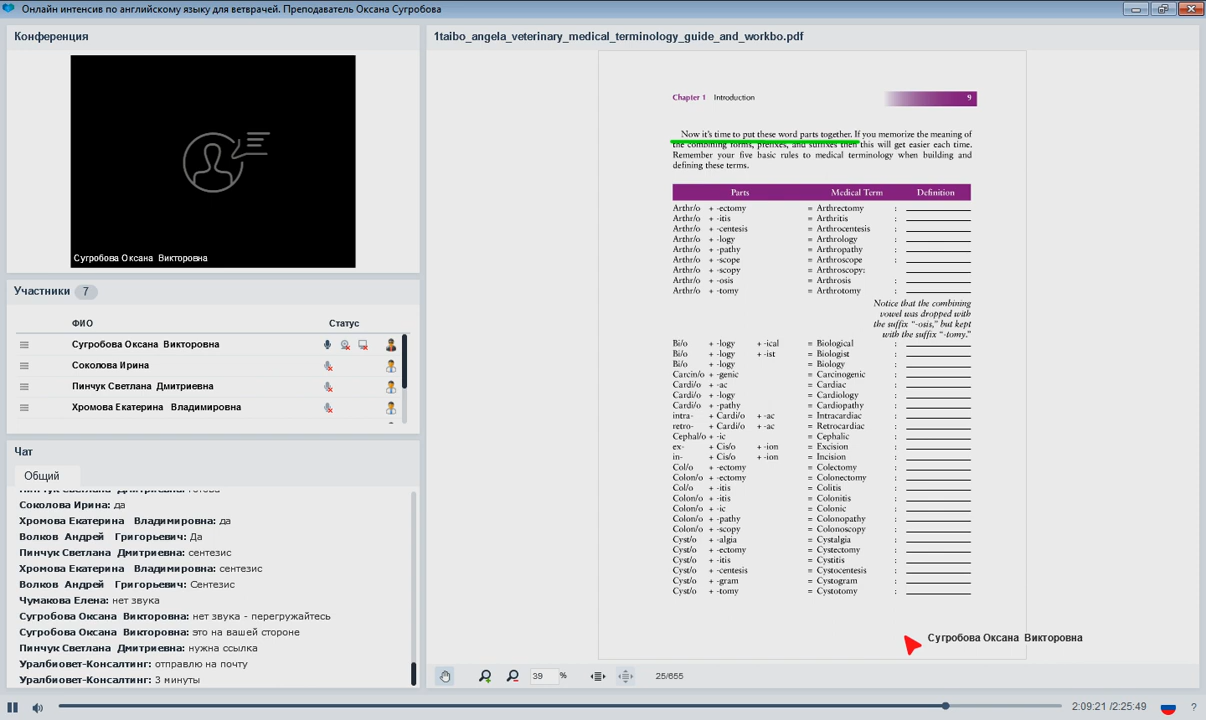 Онлайн интенсив по английскому языку для ветврачей. Преподаватель Оксана Сугробова
Конференция
Сугробова Оксана Викторовна
Участники 7
ФИО Статус
Сугробова Оксана Викторовна
Соколова Ирина
Пинчук Светлана Дмитриевна
Хромова Екатерина Владимировна
Чат
Общий
Пинчук Светлана Дмитриевна: готова
Соколова Ирина: да
Хромова Екатерина Владимировна: да
Волков Андрей Григорьевич: Да
Пинчук Светлана Дмитриевна: сентезис
Хромова Екатерина Владимировна: сентезис
Волков Андрей Григорьевич: Сентезис
Чумакова Елена: нет звука
Сугробова Оксана Викторовна: нет звука - перегружайтесь
Сугробова Оксана Викторовна: это на вашей стороне
Пинчук Светлана Дмитриевна: нужна ссылка
Уралбиовет-Консалтинг: отправлю на почту
Уралбиовет-Консалтинг: 3 минуты
1taibo_angela_veterinary_medical_terminology_guide_and_workbo.pdf
Chapter 1 Introduction 9
Now it's time to put these word parts together. If you memorize the meaning of
the combining forms, prefixes, and suffixes then this will get easier each time.
Remember your five basic rules to medical terminology when building and
defining these terms.
Parts Medical Term Definition
Arthr/o + -ectomy = Arthrectomy :
Arthr/o + -itis = Arthritis :
Arthr/o + -centesis = Arthrocentesis :
Arthr/o + -logy = Arthrology :
Arthr/o + -pathy = Arthropathy :
Arthr/o + -scope = Arthroscope :
Arthr/o + -scopy = Arthroscopy:
Arthr/o + -osis = Arthrosis :
Arthr/o + -tomy = Arthrotomy :
Notice that the combining
vowel was dropped with
the suffix “-osis,” but kept
with the suffix “-tomy.”
Bi/o + -logy + -ical = Biological :
Bi/o + -logy + -ist = Biologist :
Bi/o + -logy = Biology :
Carcin/o + -genic = Carcinogenic :
Cardi/o + -ac = Cardiac :
Cardi/o + -logy = Cardiology :
Cardi/o + -pathy = Cardiopathy :
intra- + Cardi/o + -ac = Intracardiac :
retro- + Cardi/o + -ac = Retrocardiac :
Cephal/o + -ic = Cephalic :
ex- + Cis/o + -ion = Excision :
in- + Cis/o + -ion = Incision :
Col/o + -ectomy = Colectomy :
Colon/o + -ectomy = Colonectomy :
Col/o + -itis = Colitis :
Colon/o + -itis = Colonitis :
Colon/o + -ic = Colonic :
Colon/o + -pathy = Colonopathy :
Colon/o + -scopy = Colonoscopy :
Cyst/o + -algia = Cystalgia :
Cyst/o + -ectomy = Cystectomy :
Cyst/o + -itis = Cystitis :
Cyst/o + -centesis = Cystocentesis :
Cyst/o + -gram = Cystogram :
Cyst/o + -tomy = Cystotomy :
Сугробова Оксана Викторовна
39 % 25/655
2:09:21 /2:25:49 ?